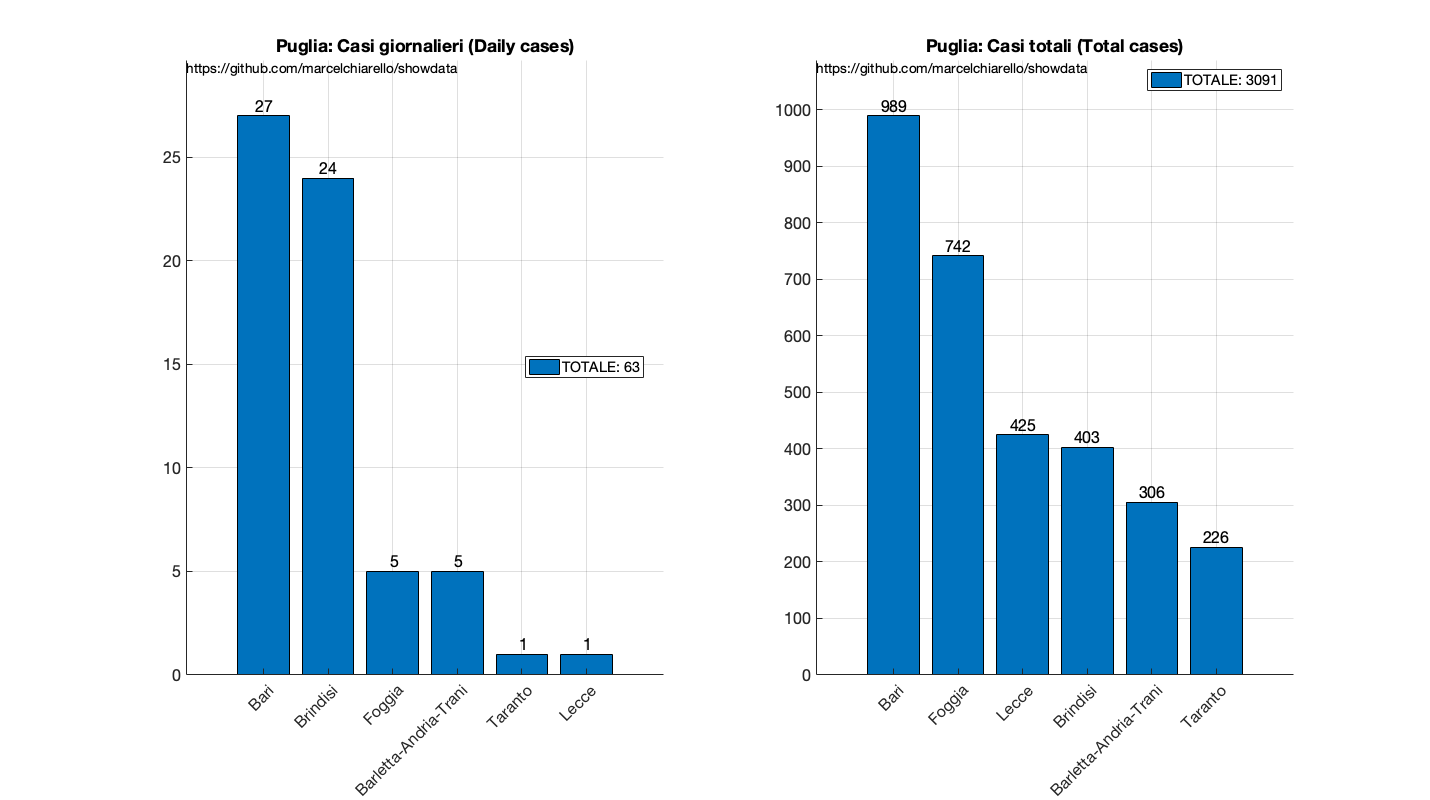 Puglia: Casi giornalieri (Daily cases)
https://github.com/marcelchiarello/showdata
27
24
5
5
1
1
TOTALE: 63
25
20
15
10
5
0
Bari
Brindisi
Foggia
Barletta-Andria-Trani
Taranto
Lecce
Puglia: Casi totali (Total cases)
https://github.com/marcelchiarello/showdata
TOTALE: 3091
989
742
425
403
306
226
1000
900
800
700
600
500
400
300
200
100
0
Bari
Foggia
Lecce
Brindisi
Barletta-Andria-Trani
Taranto